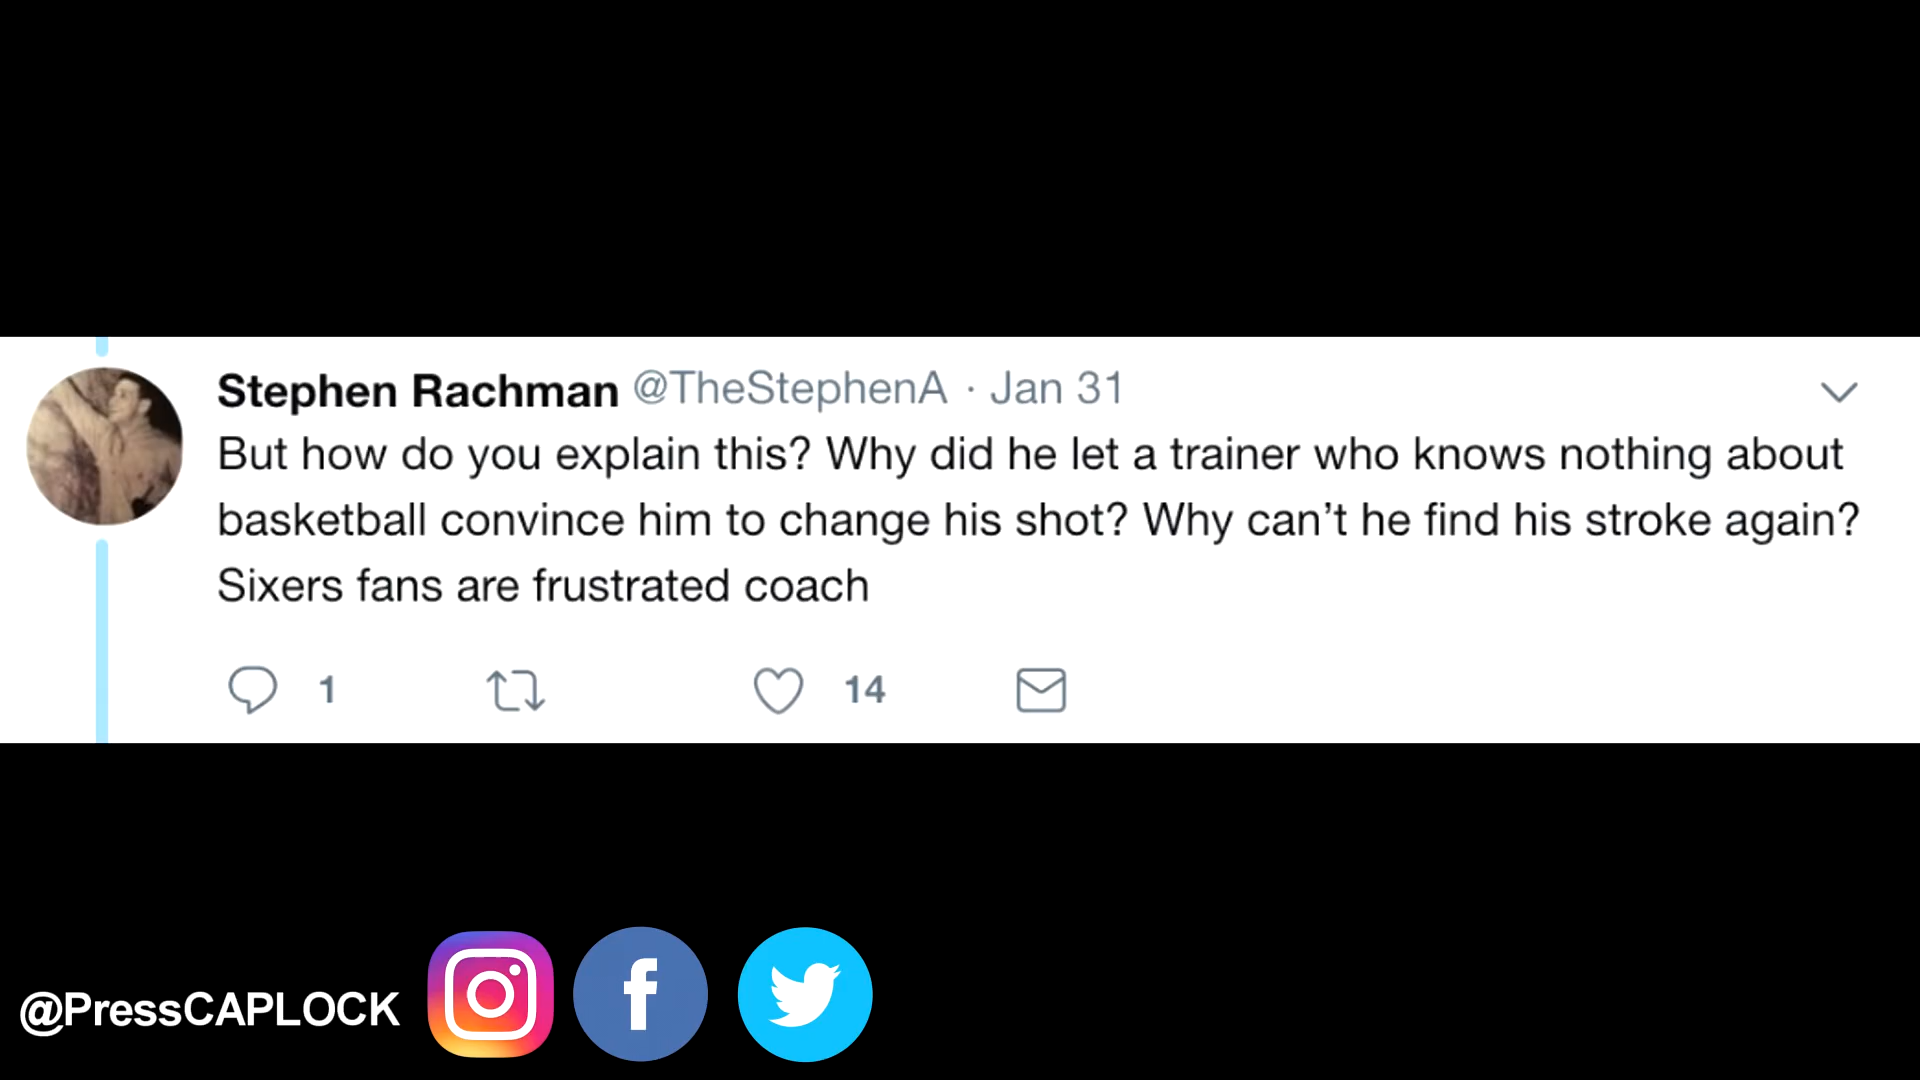 Stephen Rachman @TheStephenA · Jan 31
But how do you explain this? Why did he let a trainer who knows nothing about
basketball convince him to change his shot? Why can’t he find his stroke again?
Sixers fans are frustrated coach
1 14
@PressCAPLOCK